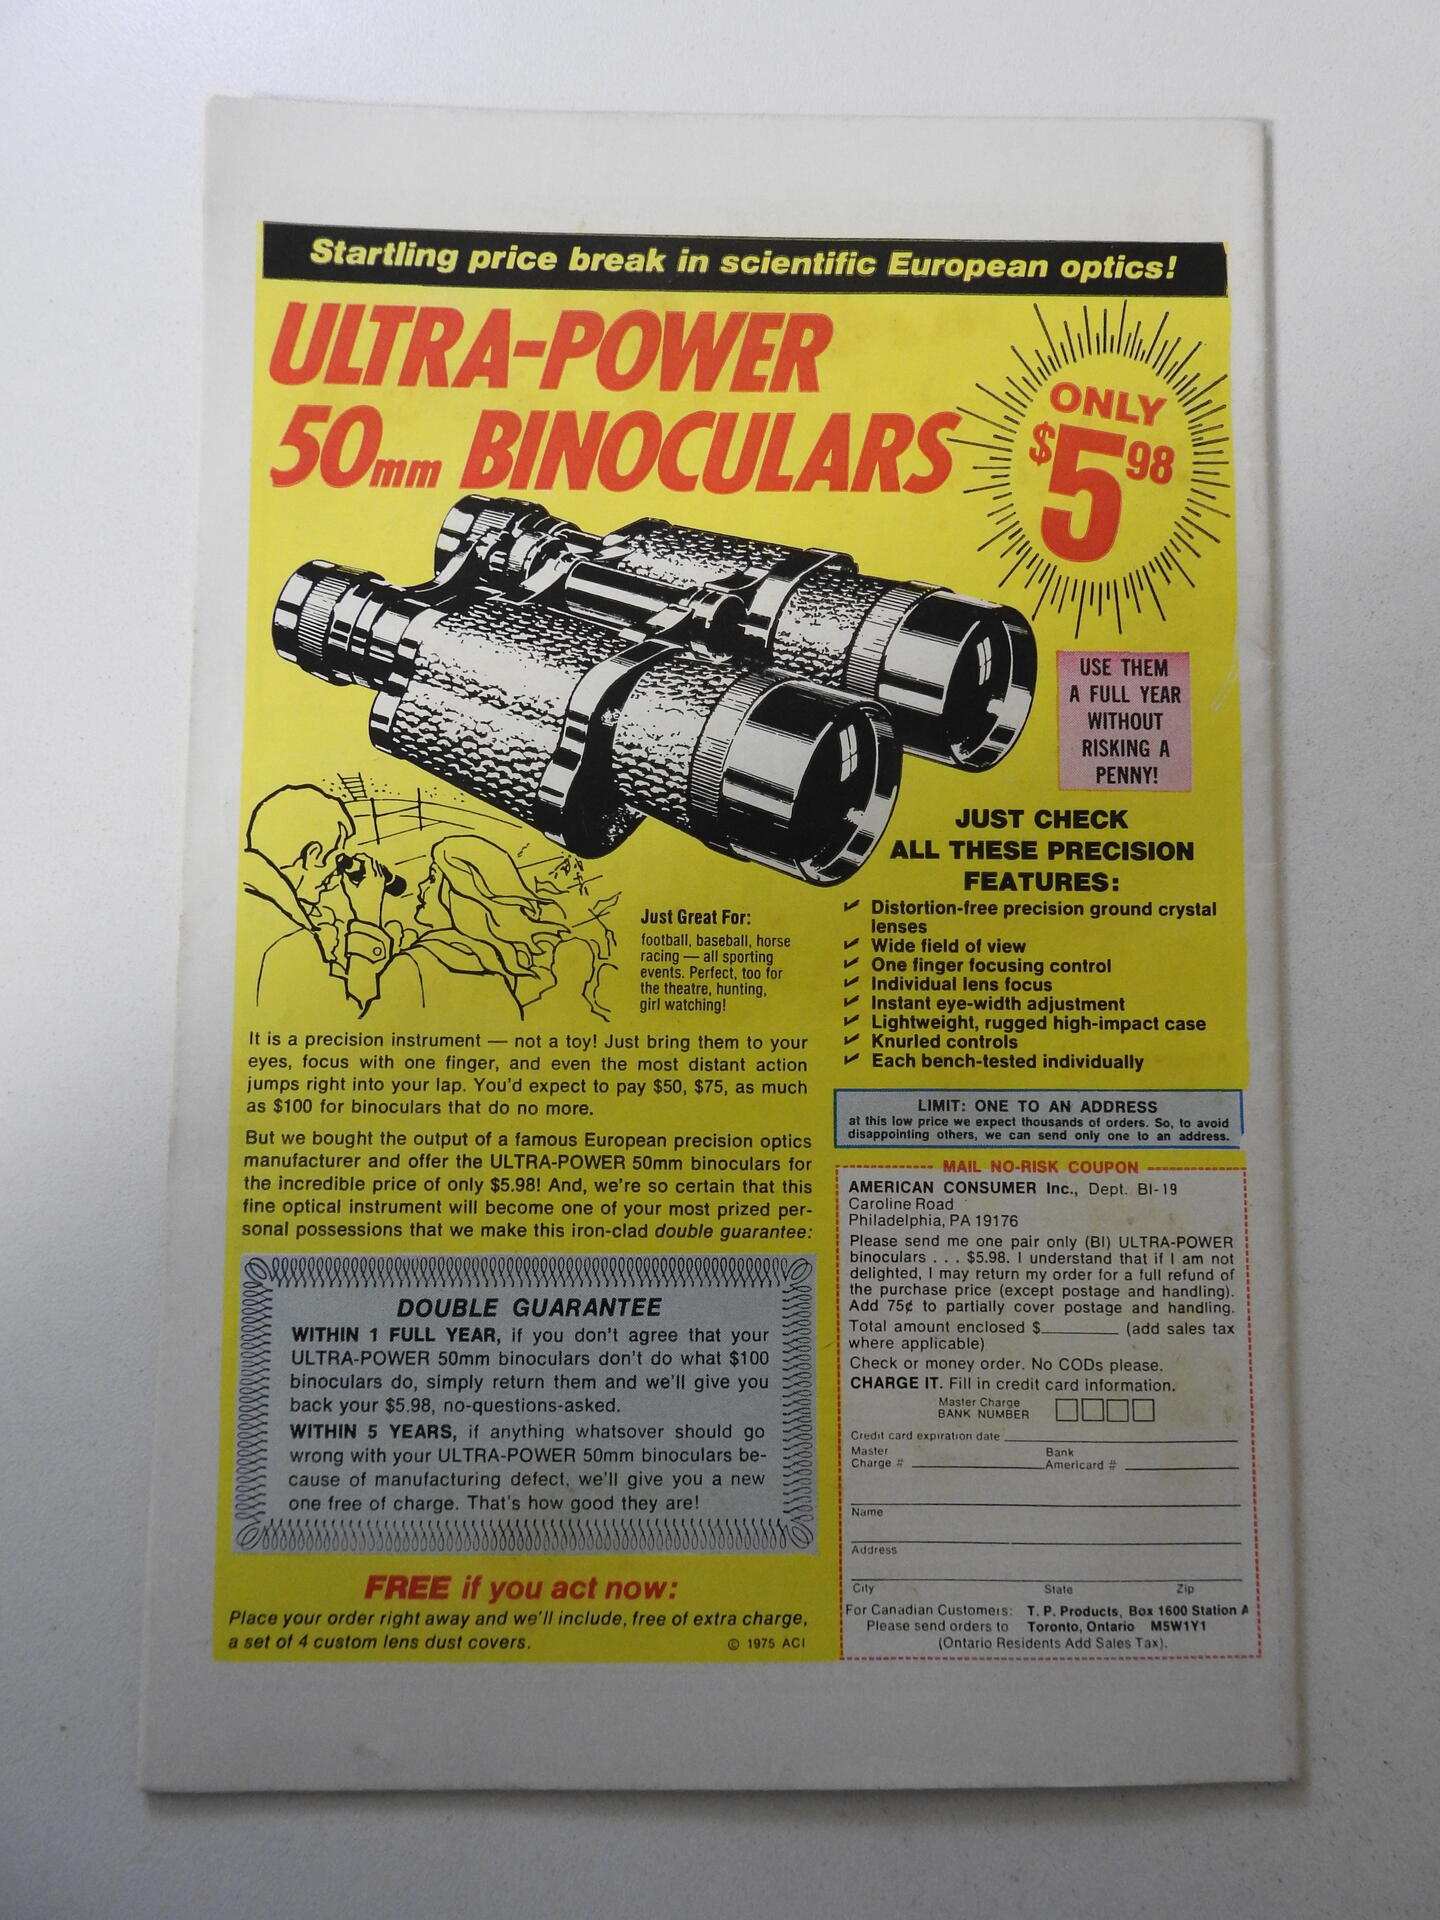 Startling price break in scientific European optics!
ULTRA-POWER
50mm BINOCULARS
ONLY
$5.98
USE THEM
A FULL YEAR
WITHOUT
RISKING A
PENNY!
JUST CHECK
ALL THESE PRECISION
FEATURES:
Distortion-free precision ground crystal
lenses
Wide field of view
One finger focusing control
Individual lens focus
Instant eye-width adjustment
Lightweight, rugged high-impact case
Knurled controls
Each bench-tested individually
Just Great For:
football, baseball, horse
racing — all sporting
events. Perfect, too for
the theatre, hunting,
girl watching!
It is a precision instrument — not a toy! Just bring them to your
eyes, focus with one finger, and even the most distant action
jumps right into your lap. You'd expect to pay $50, $75, as much
as $100 for binoculars that do no more.
But we bought the output of a famous European precision optics
manufacturer and offer the ULTRA-POWER 50mm binoculars for
the incredible price of only $5.98! And, we're so certain that this
fine optical instrument will become one of your most prized per-
sonal possessions that we make this iron-clad double guarantee:
DOUBLE GUARANTEE
WITHIN 1 FULL YEAR, if you don't agree that your
ULTRA-POWER 50mm binoculars don't do what $100
binoculars do, simply return them and we'll give you
back your $5.98, no-questions-asked.
WITHIN 5 YEARS, if anything whatsover should go
wrong with your ULTRA-POWER 50mm binoculars be-
cause of manufacturing defect, we'll give you a new
one free of charge. That's how good they are!
FREE if you act now:
Place your order right away and we'll include, free of extra charge,
a set of 4 custom lens dust covers.
© 1975 ACI
LIMIT: ONE TO AN ADDRESS
at this low price we expect thousands of orders. So, to avoid
disappointing others, we can send only one to an address.
MAIL NO-RISK COUPON
AMERICAN CONSUMER Inc., Dept. BI-19
Caroline Road
Philadelphia, PA 19176
Please send me one pair only (BI) ULTRA-POWER
binoculars . . . $5.98. I understand that if I am not
delighted, I may return my order for a full refund of
the purchase price (except postage and handling).
Add 75¢ to partially cover postage and handling.
Total amount enclosed $________ (add sales tax
where applicable)
Check or money order. No CODs please.
CHARGE IT. Fill in credit card information.
Master Charge
BANK NUMBER
Credit card expiration date
Master Bank
Charge # Americard #
Name
Address
City State Zip
For Canadian Customers: T. P. Products, Box 1600 Station A
Please send orders to Toronto, Ontario M5W1Y1
(Ontario Residents Add Sales Tax).